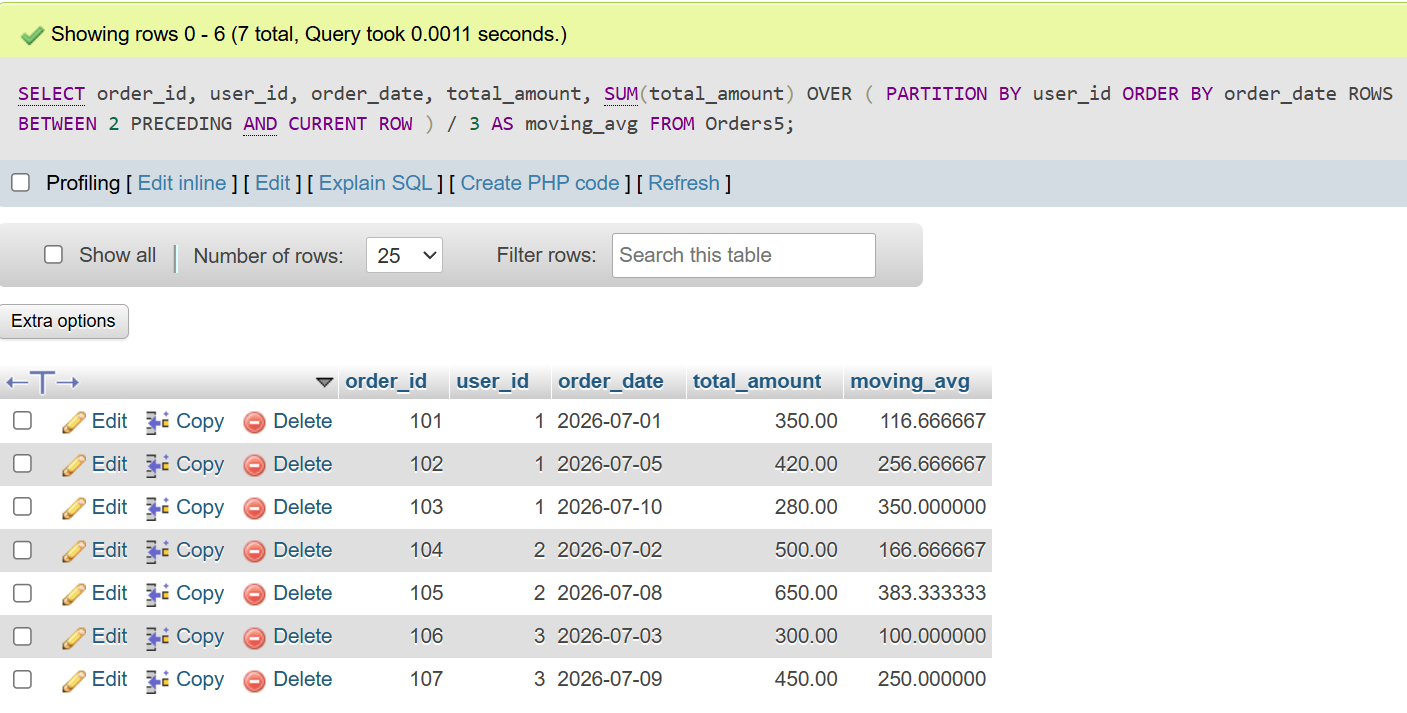 Showing rows 0 - 6 (7 total, Query took 0.0011 seconds.)
SELECT order_id, user_id, order_date, total_amount, SUM(total_amount) OVER ( PARTITION BY user_id ORDER BY order_date ROWS
BETWEEN 2 PRECEDING AND CURRENT ROW ) / 3 AS moving_avg FROM Orders5;
Profiling [ Edit inline ] [ Edit ] [ Explain SQL ] [ Create PHP code ] [ Refresh ]
Show all | Number of rows: 25 Filter rows: Search this table
Extra options
←T→ order_id user_id order_date total_amount moving_avg
Edit Copy Delete 101 1 2026-07-01 350.00 116.666667
Edit Copy Delete 102 1 2026-07-05 420.00 256.666667
Edit Copy Delete 103 1 2026-07-10 280.00 350.000000
Edit Copy Delete 104 2 2026-07-02 500.00 166.666667
Edit Copy Delete 105 2 2026-07-08 650.00 383.333333
Edit Copy Delete 106 3 2026-07-03 300.00 100.000000
Edit Copy Delete 107 3 2026-07-09 450.00 250.000000